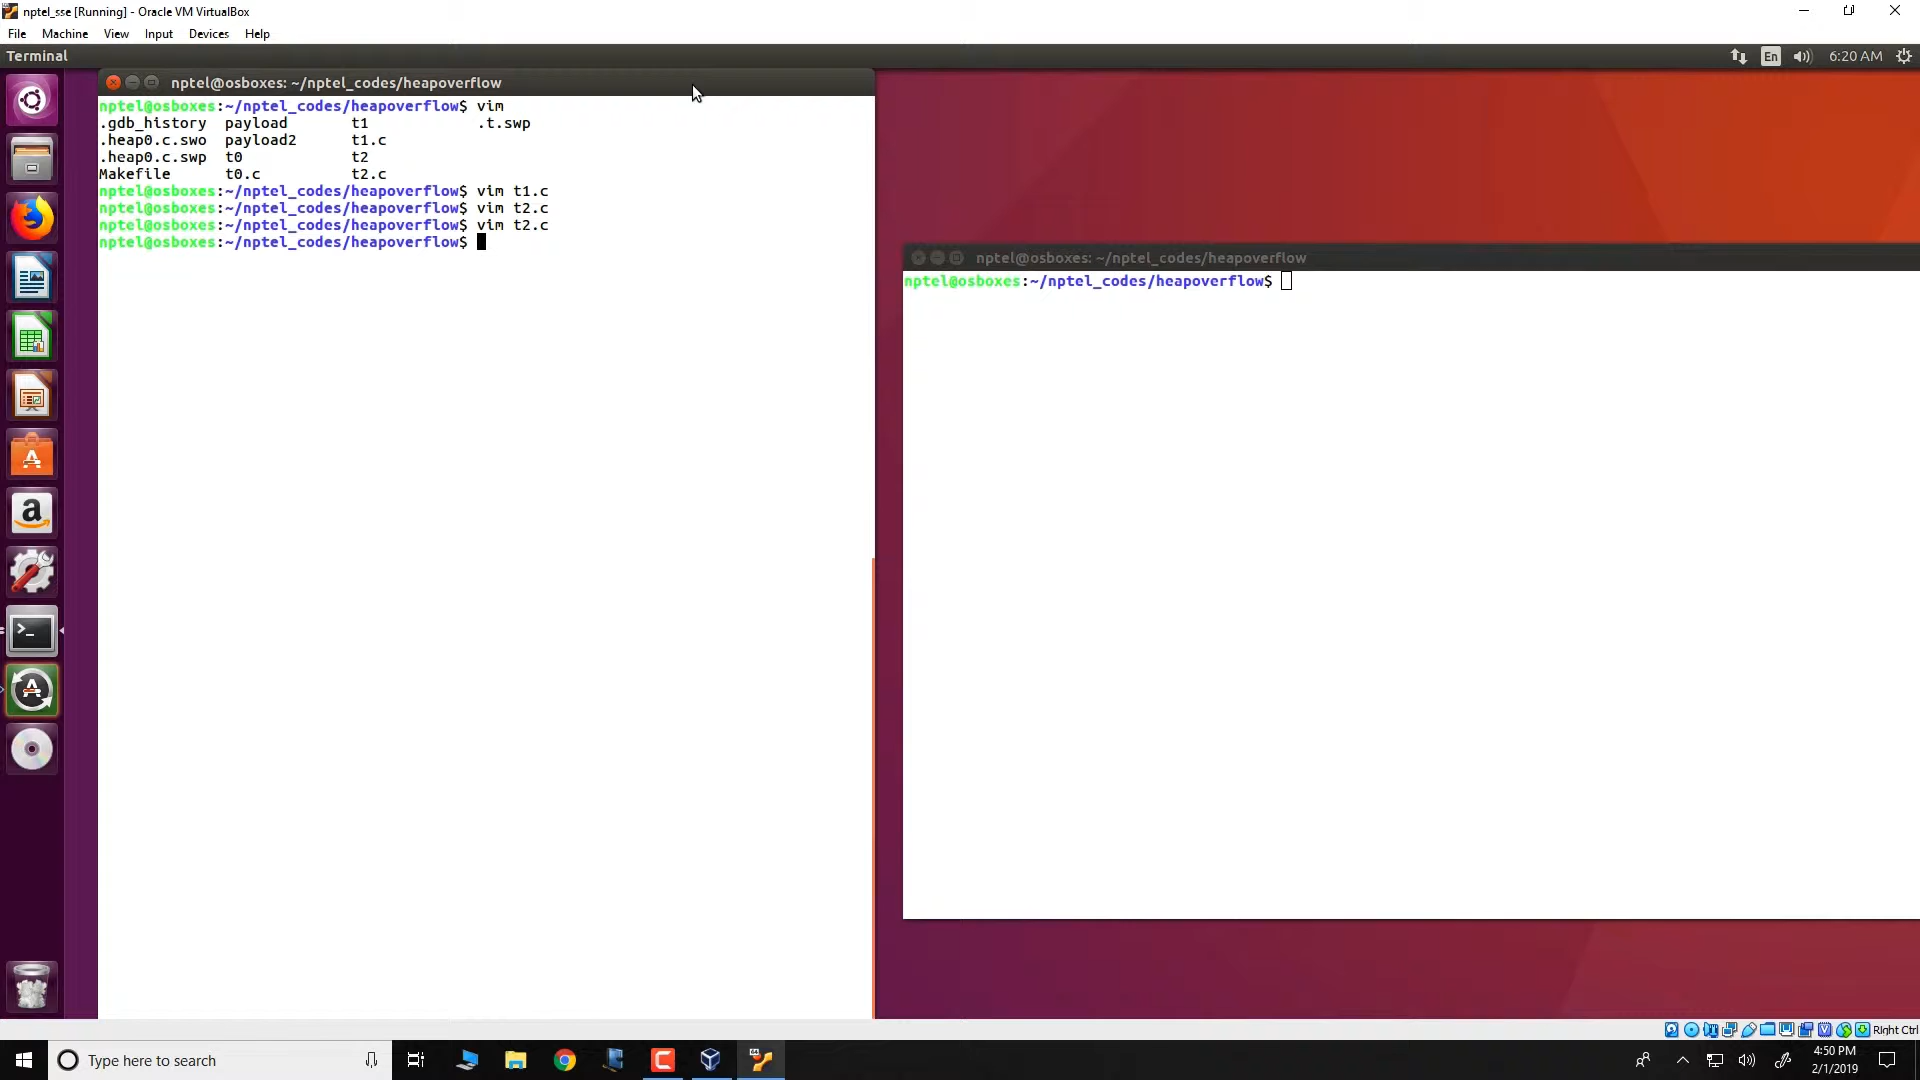 nptel_sse [Running] - Oracle VM VirtualBox
File Machine View Input Devices Help
Terminal
En
6:20 AM
nptel@osboxes: ~/nptel_codes/heapoverflow
nptel@osboxes:~/nptel_codes/heapoverflow$ vim
.gdb_history payload t1 .t.swp
.heap0.c.swo payload2 t1.c
.heap0.c.swp t0 t2
Makefile t0.c t2.c
nptel@osboxes:~/nptel_codes/heapoverflow$ vim t1.c
nptel@osboxes:~/nptel_codes/heapoverflow$ vim t2.c
nptel@osboxes:~/nptel_codes/heapoverflow$ vim t2.c
nptel@osboxes:~/nptel_codes/heapoverflow$
nptel@osboxes: ~/nptel_codes/heapoverflow
nptel@osboxes:~/nptel_codes/heapoverflow$
Right Ctrl
Type here to search
4:50 PM
2/1/2019